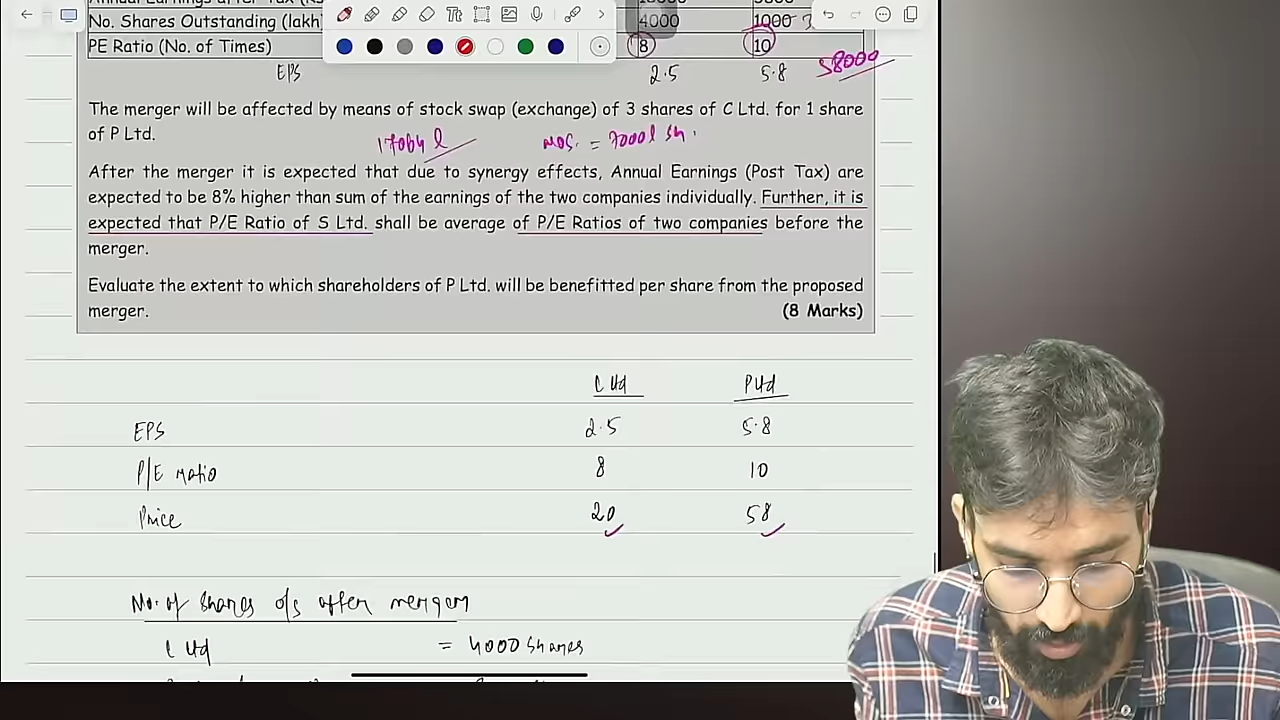 No. Shares Outstanding (lakh) 4000 1000
PE Ratio (No. of Times) 8 10
58000
EPS 2.5 5.8
The merger will be affected by means of stock swap (exchange) of 3 shares of C Ltd. for 1 share
of P Ltd.
17064 l NOS. = 7000 l sh.
After the merger it is expected that due to synergy effects, Annual Earnings (Post Tax) are
expected to be 8% higher than sum of the earnings of the two companies individually. Further, it is
expected that P/E Ratio of S Ltd. shall be average of P/E Ratios of two companies before the
merger.
Evaluate the extent to which shareholders of P Ltd. will be benefitted per share from the proposed
merger. (8 Marks)
C Ltd P Ltd
EPS 2.5 5.8
P/E Ratio 8 10
Price 20 58
No. of Shares o/s after merger
C Ltd = 4000 Shares